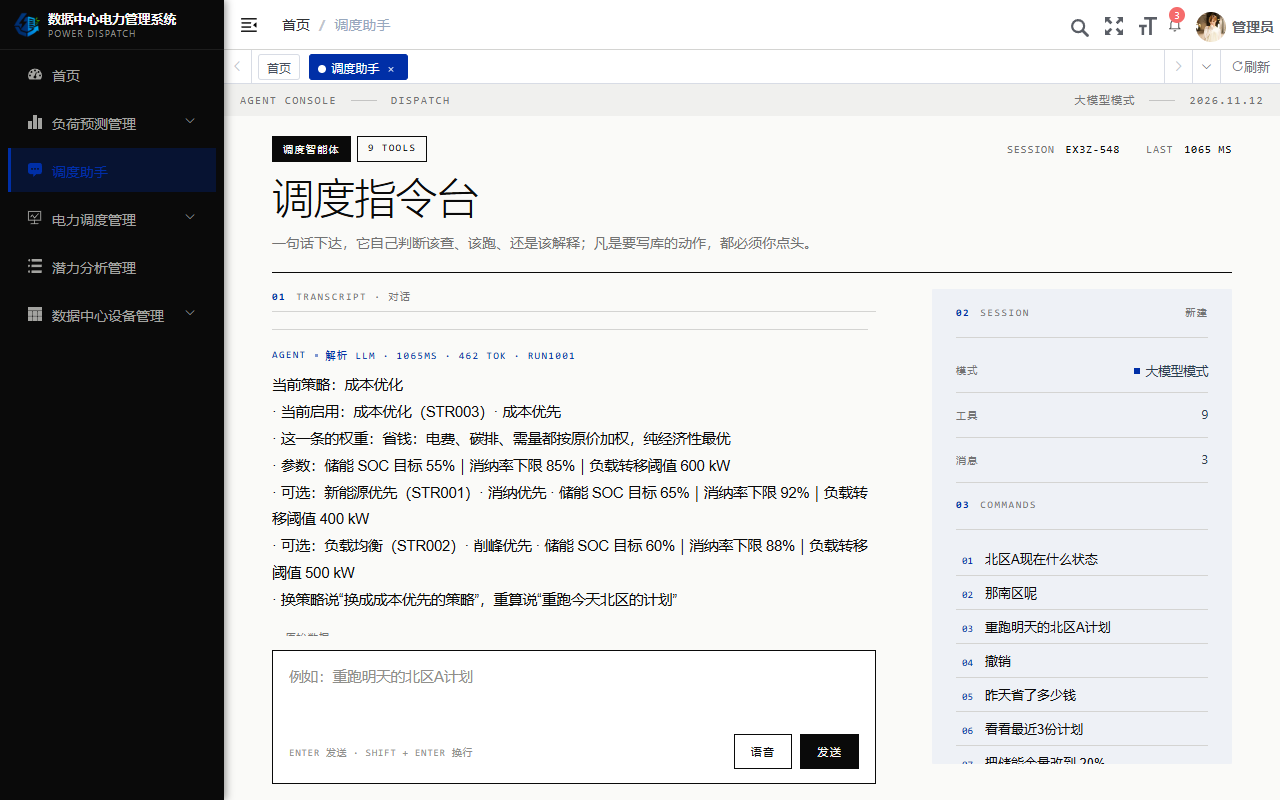 数据中心电力管理系统
POWER DISPATCH
首页
负荷预测管理
调度助手
电力调度管理
潜力分析管理
数据中心设备管理
首页 / 调度助手
3
管理员
首页
调度助手 ×
刷新
AGENT CONSOLE —— DISPATCH
大模型模式 —— 2026.11.12
调度智能体
9 TOOLS
SESSION EX3Z-548 LAST 1065 MS
调度指令台
一句话下达，它自己判断该查、该跑、还是该解释；凡是要写库的动作，都必须你点头。
01 TRANSCRIPT · 对话
AGENT 解析 LLM · 1065MS · 462 TOK · RUN1001
当前策略：成本优化
· 当前启用：成本优化（STR003）· 成本优先
· 这一条的权重：省钱：电费、碳排、需量都按原价加权，纯经济性最优
· 参数：储能 SOC 目标 55%｜消纳率下限 85%｜负载转移阈值 600 kW
· 可选：新能源优先（STR001）· 消纳优先 · 储能 SOC 目标 65%｜消纳率下限 92%｜负载转
移阈值 400 kW
· 可选：负载均衡（STR002）· 削峰优先 · 储能 SOC 目标 60%｜消纳率下限 88%｜负载转移
阈值 500 kW
· 换策略说“换成成本优先的策略”，重算说“重跑今天北区的计划”
原始数据
例如：重跑明天的北区A计划
ENTER 发送 · SHIFT + ENTER 换行
语音
发送
02 SESSION
新建
模式
大模型模式
工具
9
消息
3
03 COMMANDS
01 北区A现在什么状态
02 那南区呢
03 重跑明天的北区A计划
04 撤销
05 昨天省了多少钱
06 看看最近3份计划
07 把储能余量改到 20%